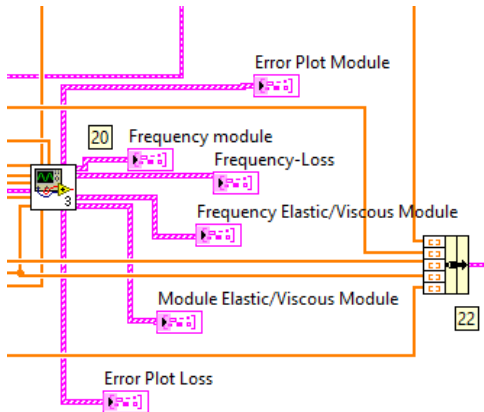 Error Plot Module
20
Frequency module
Frequency-Loss
3
Frequency Elastic/Viscous Module
Module Elastic/Viscous Module
22
Error Plot Loss